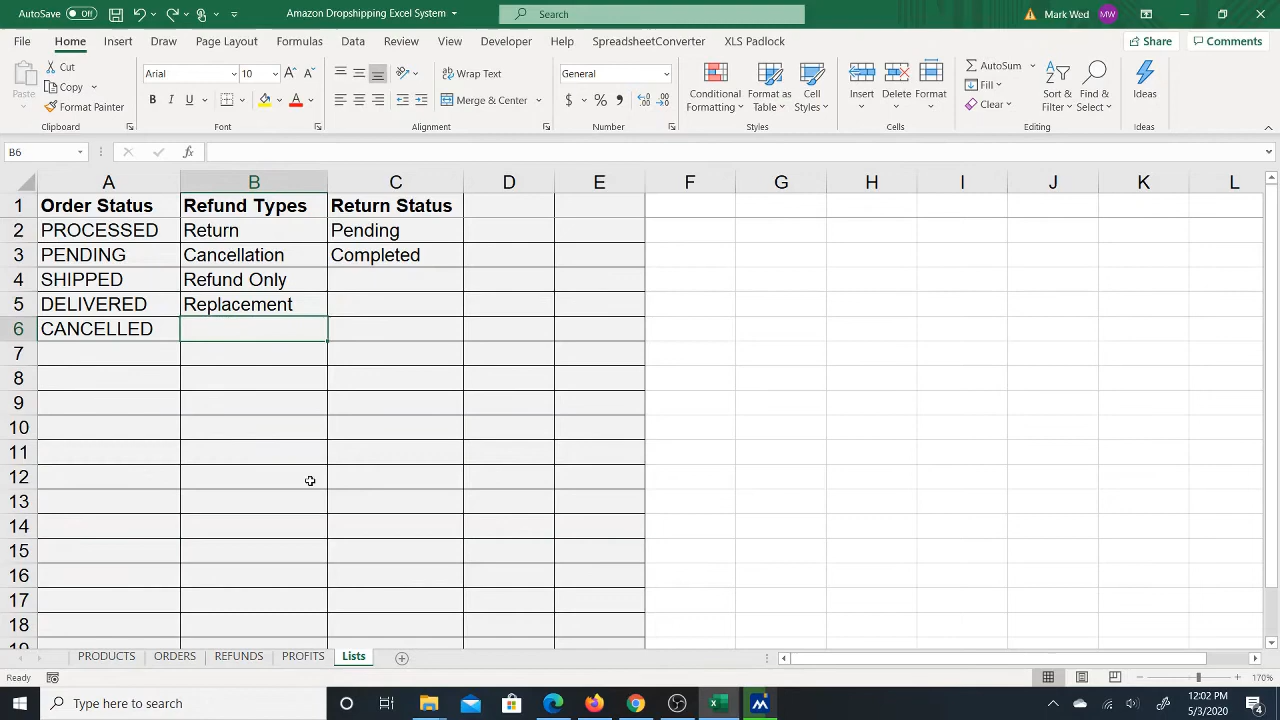 AutoSave Off
Amazon Dropshipping Excel System
Search
Mark Wed MW
File Home Insert Draw Page Layout Formulas Data Review View Developer Help SpreadsheetConverter XLS Padlock Share Comments
Paste
Cut
Copy
Format Painter
Clipboard
Arial 10
B I U
Font
Wrap Text
Merge & Center
Alignment
General
$ % ,
Number
Conditional Formatting
Format as Table
Cell Styles
Styles
Insert
Delete
Format
Cells
AutoSum
Fill
Clear
Sort & Filter
Find & Select
Editing
Ideas
Ideas
B6 fx
A B C D E F G H I J K L
1 Order Status Refund Types Return Status
2 PROCESSED Return Pending
3 PENDING Cancellation Completed
4 SHIPPED Refund Only
5 DELIVERED Replacement
6 CANCELLED
7
8
9
10
11
12
13
14
15
16
17
18
19
PRODUCTS ORDERS REFUNDS PROFITS Lists
Ready 170%
Type here to search
12:02 PM
5/3/2020
4